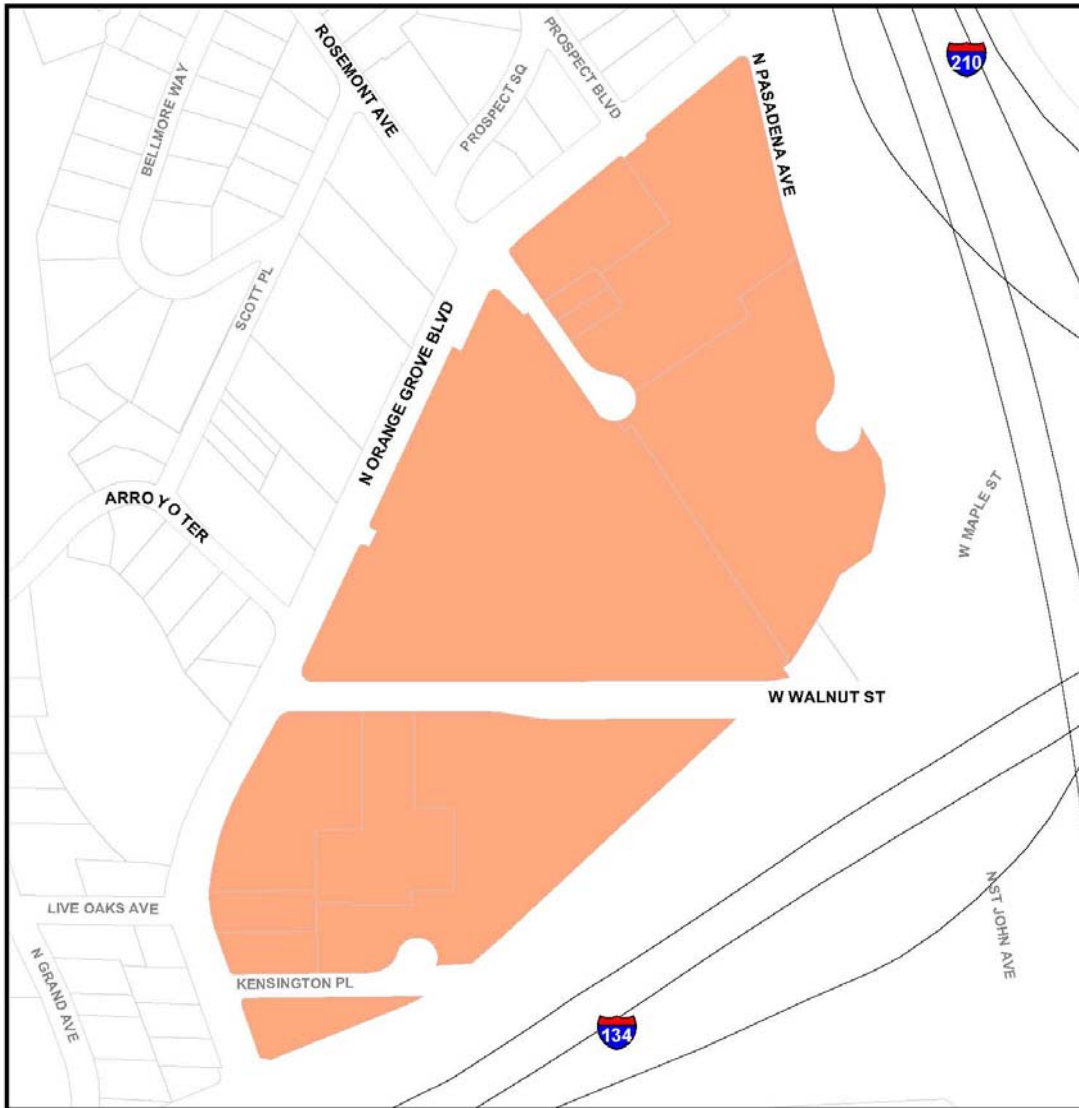 ROSEMONT AVE
PROSPECT SQ
PROSPECT BLVD
N PASADENA AVE
210
BELLMORE WAY
SCOTT PL
N ORANGE GROVE BLVD
ARROYO TER
W MAPLE ST
W WALNUT ST
LIVE OAKS AVE
N GRAND AVE
KENSINGTON PL
N ST JOHN AVE
134